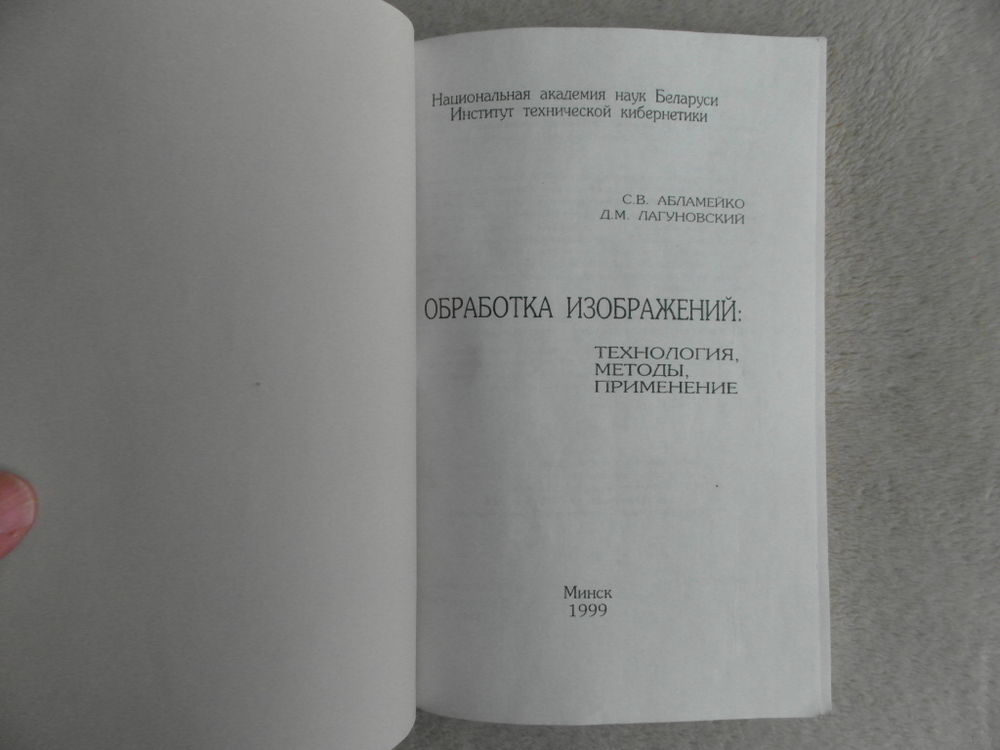 Национальная академия наук Беларуси
Институт технической кибернетики
С.В. АБЛАМЕЙКО
Д.М. ЛАГУНОВСКИЙ
ОБРАБОТКА ИЗОБРАЖЕНИЙ:
ТЕХНОЛОГИЯ,
МЕТОДЫ,
ПРИМЕНЕНИЕ
Минск
1999